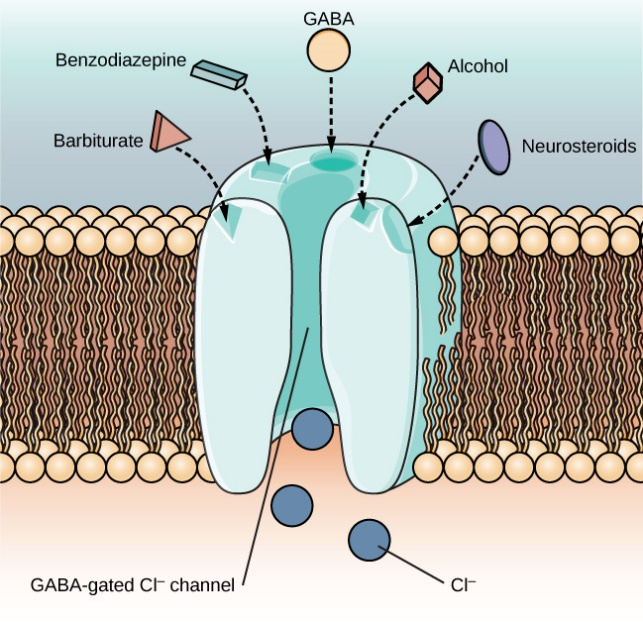 GABA
Benzodiazepine
Alcohol
Barbiturate
Neurosteroids
GABA-gated Cl⁻ channel
Cl⁻